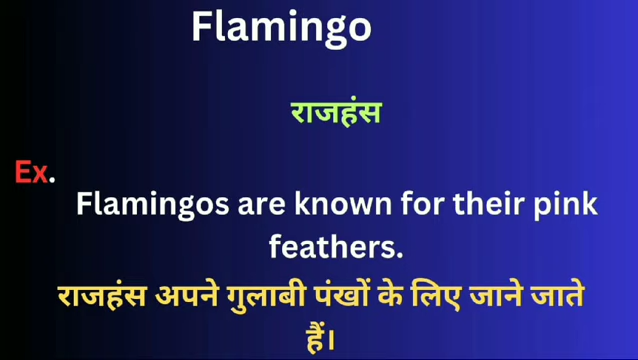 Flamingo
राजहंस
Ex.
Flamingos are known for their pink
feathers.
राजहंस अपने गुलाबी पंखों के लिए जाने जाते
हैं।